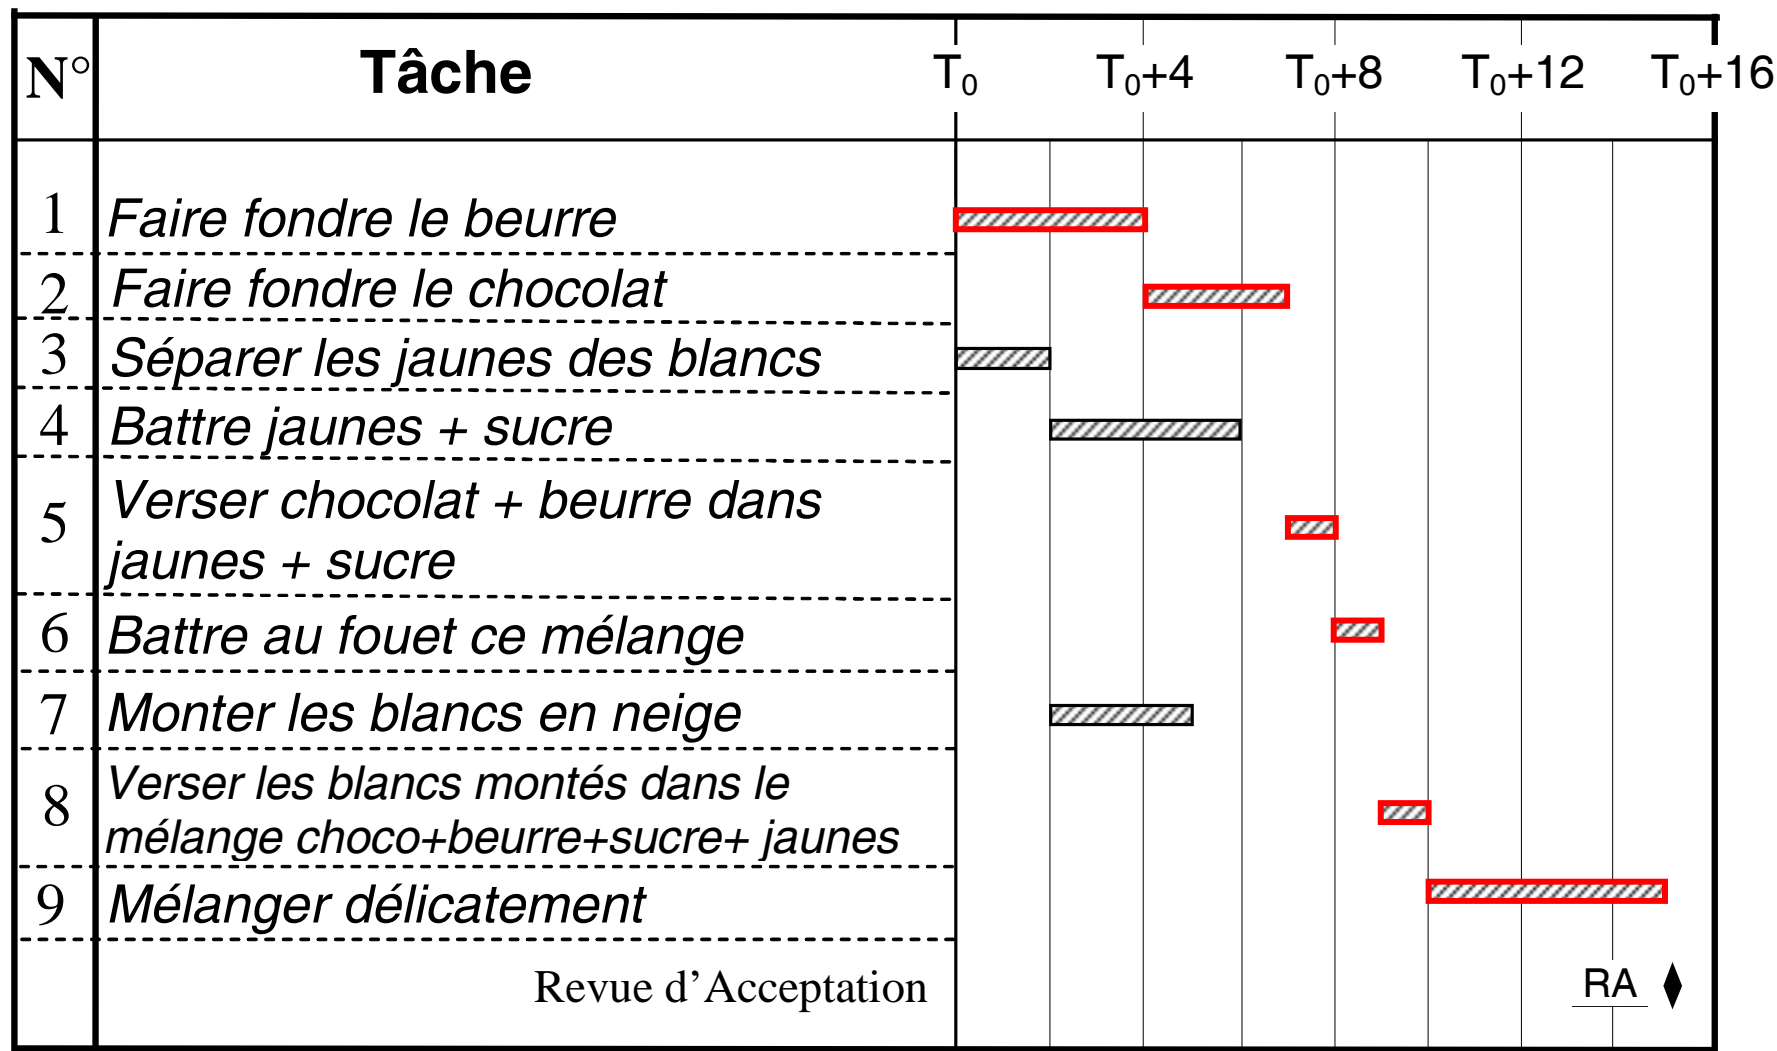 N° Tâche T₀ T₀+4 T₀+8 T₀+12 T₀+16
1 Faire fondre le beurre
2 Faire fondre le chocolat
3 Séparer les jaunes des blancs
4 Battre jaunes + sucre
5 Verser chocolat + beurre dans
jaunes + sucre
6 Battre au fouet ce mélange
7 Monter les blancs en neige
8 Verser les blancs montés dans le
mélange choco+beurre+sucre+ jaunes
9 Mélanger délicatement
Revue d’Acceptation RA